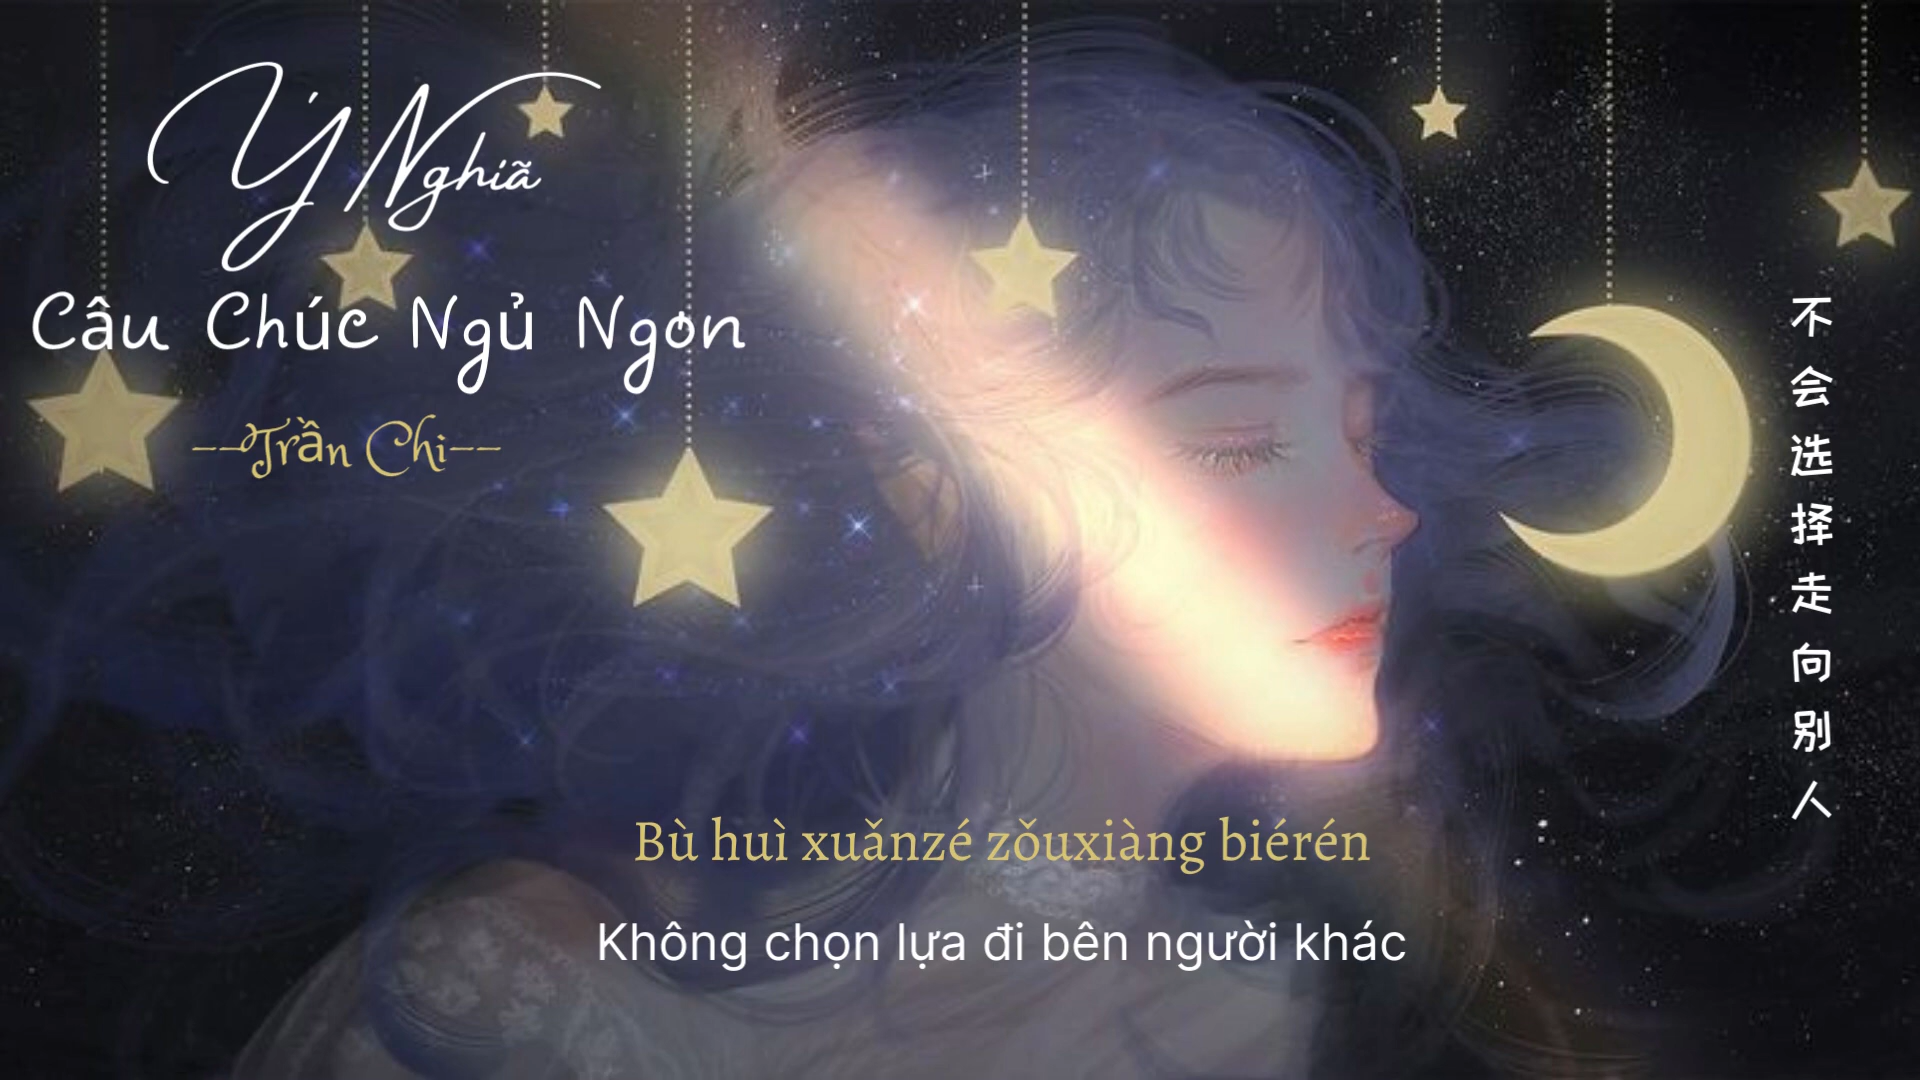 Ý Nghiã
Câu Chúc Ngủ Ngon
--Trần Chi--
不会选择走向别人
Bù huì xuǎnzé zǒuxiàng biérén
Không chọn lựa đi bên người khác